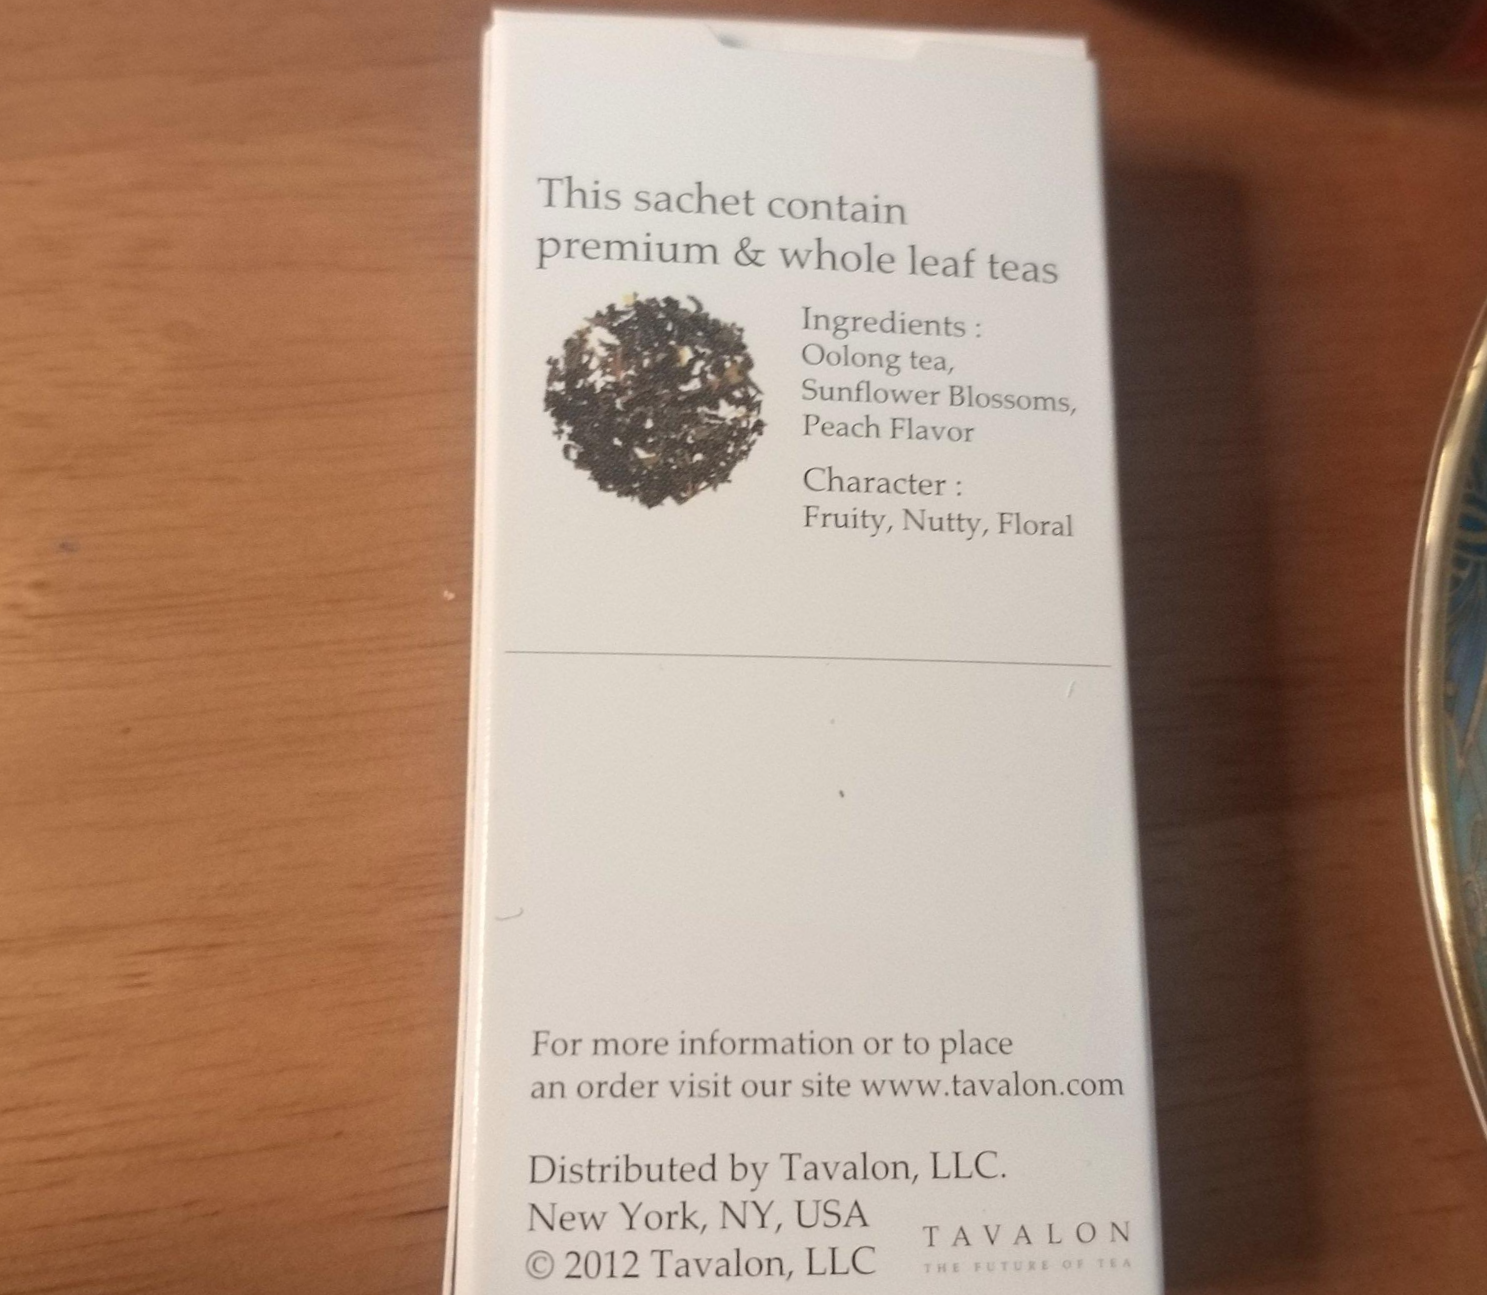 This sachet contain
premium & whole leaf teas
Ingredients :
Oolong tea,
Sunflower Blossoms,
Peach Flavor
Character :
Fruity, Nutty, Floral
For more information or to place
an order visit our site www.tavalon.com
Distributed by Tavalon, LLC.
New York, NY, USA
© 2012 Tavalon, LLC
TAVALON
THE FUTURE OF TEA